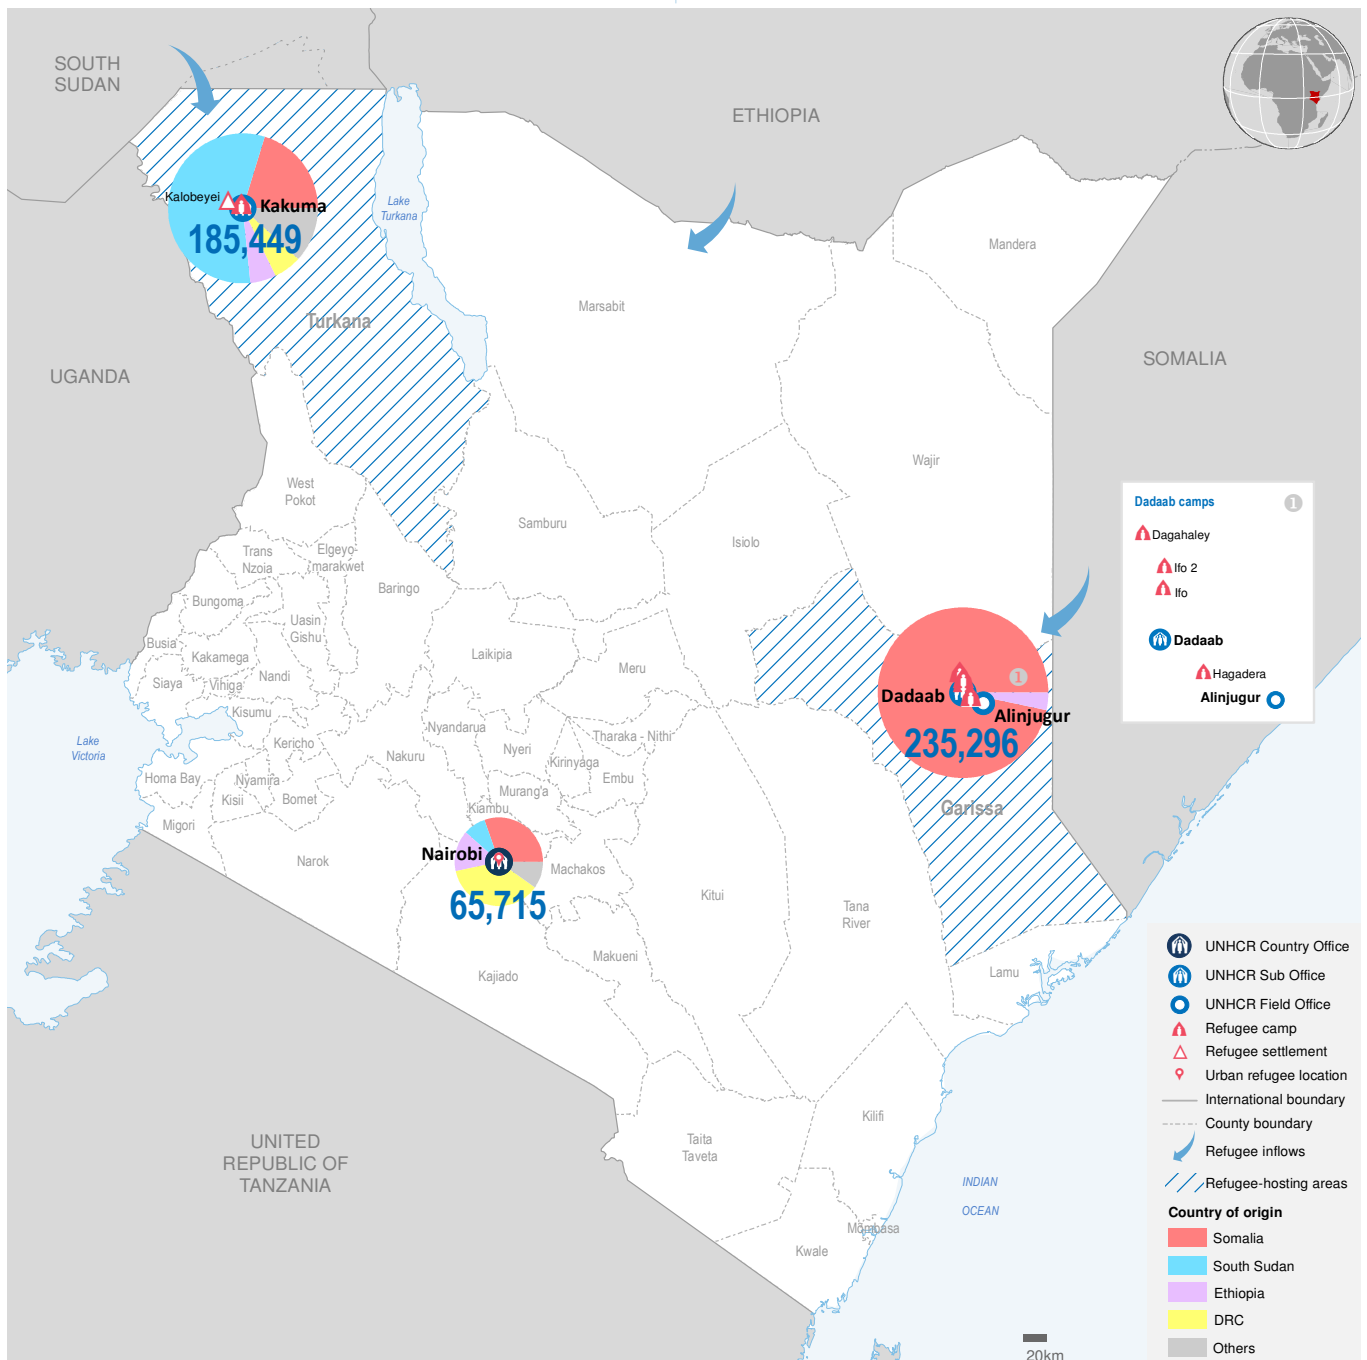 SOUTH
SUDAN
ETHIOPIA
UGANDA
SOMALIA
UNITED
REPUBLIC OF
TANZANIA
Kalobeyei
Kakuma
185,449
Turkana
Lake
Turkana
Mandera
Marsabit
Wajir
West
Pokot
Samburu
Isiolo
Trans
Nzoia
Elgeyo-
marakwet
Baringo
Bungoma
Uasin
Gishu
Busia
Kakamega
Laikipia
Meru
Siaya
Vihiga
Nandi
Kisumu
Lake
Victoria
Kericho
Nyandarua
Nakuru
Nyeri
Tharaka - Nithi
Kirinyaga
Embu
Homa Bay
Nyamira
Kisii
Bomet
Murang'a
Kiambu
Migori
Narok
Nairobi
65,715
Machakos
Kitui
Tana
River
Makueni
Kajiado
Lamu
Dadaab
1
Alinjugur
235,296
Garissa
Kilifi
Taita
Taveta
Mombasa
Kwale
INDIAN
OCEAN
Dadaab camps
1
Dagahaley
Ifo 2
Ifo
Dadaab
Hagadera
Alinjugur
UNHCR Country Office
UNHCR Sub Office
UNHCR Field Office
Refugee camp
Refugee settlement
Urban refugee location
International boundary
County boundary
Refugee inflows
Refugee-hosting areas
Country of origin
Somalia
South Sudan
Ethiopia
DRC
Others
20km